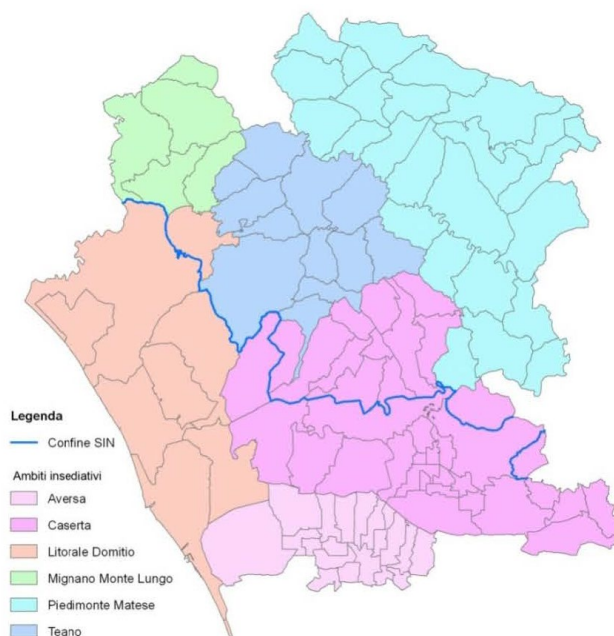 Legenda
Confine SIN
Ambiti insediativi
Aversa
Caserta
Litorale Domitio
Mignano Monte Lungo
Piedimonte Matese
Teano